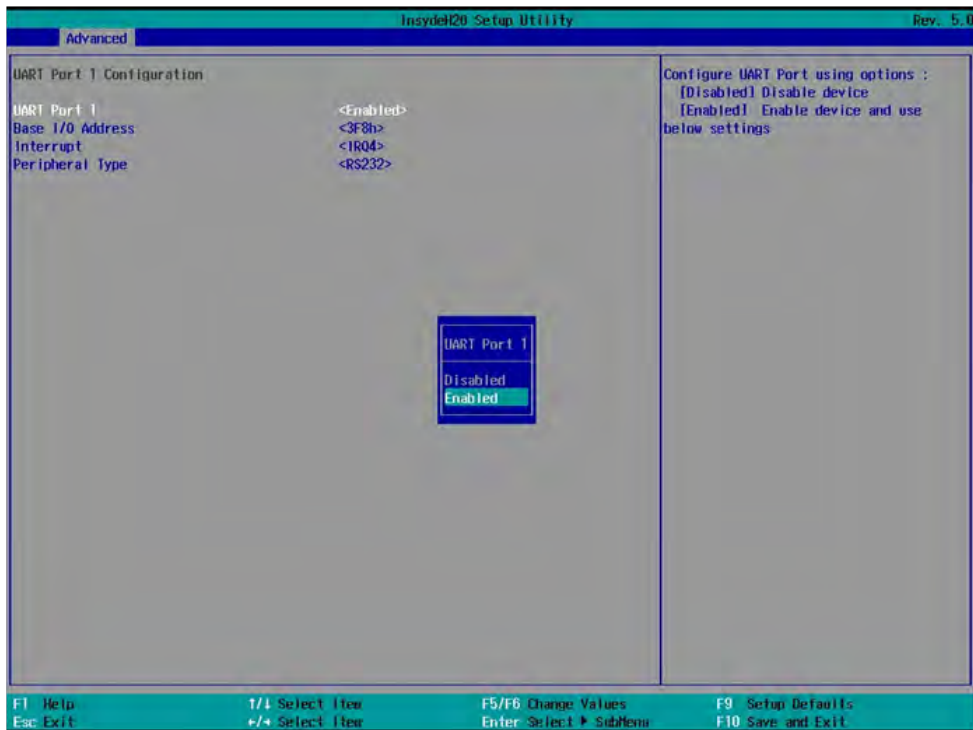 InsydeH20 Setup Utility
Rev. 5.0
Advanced
UART Port 1 Configuration
UART Port 1 <Enabled>
Base I/O Address <3F8h>
Interrupt <IRQ4>
Peripheral Type <RS232>
Configure UART Port using options :
[Disabled] Disable device
[Enabled] Enable device and use
below settings
UART Port 1
Disabled
Enabled
F1 Help ↑/↓ Select Item F5/F6 Change Values F9 Setup Defaults
Esc Exit ←/→ Select Item Enter Select ▶ SubMenu F10 Save and Exit